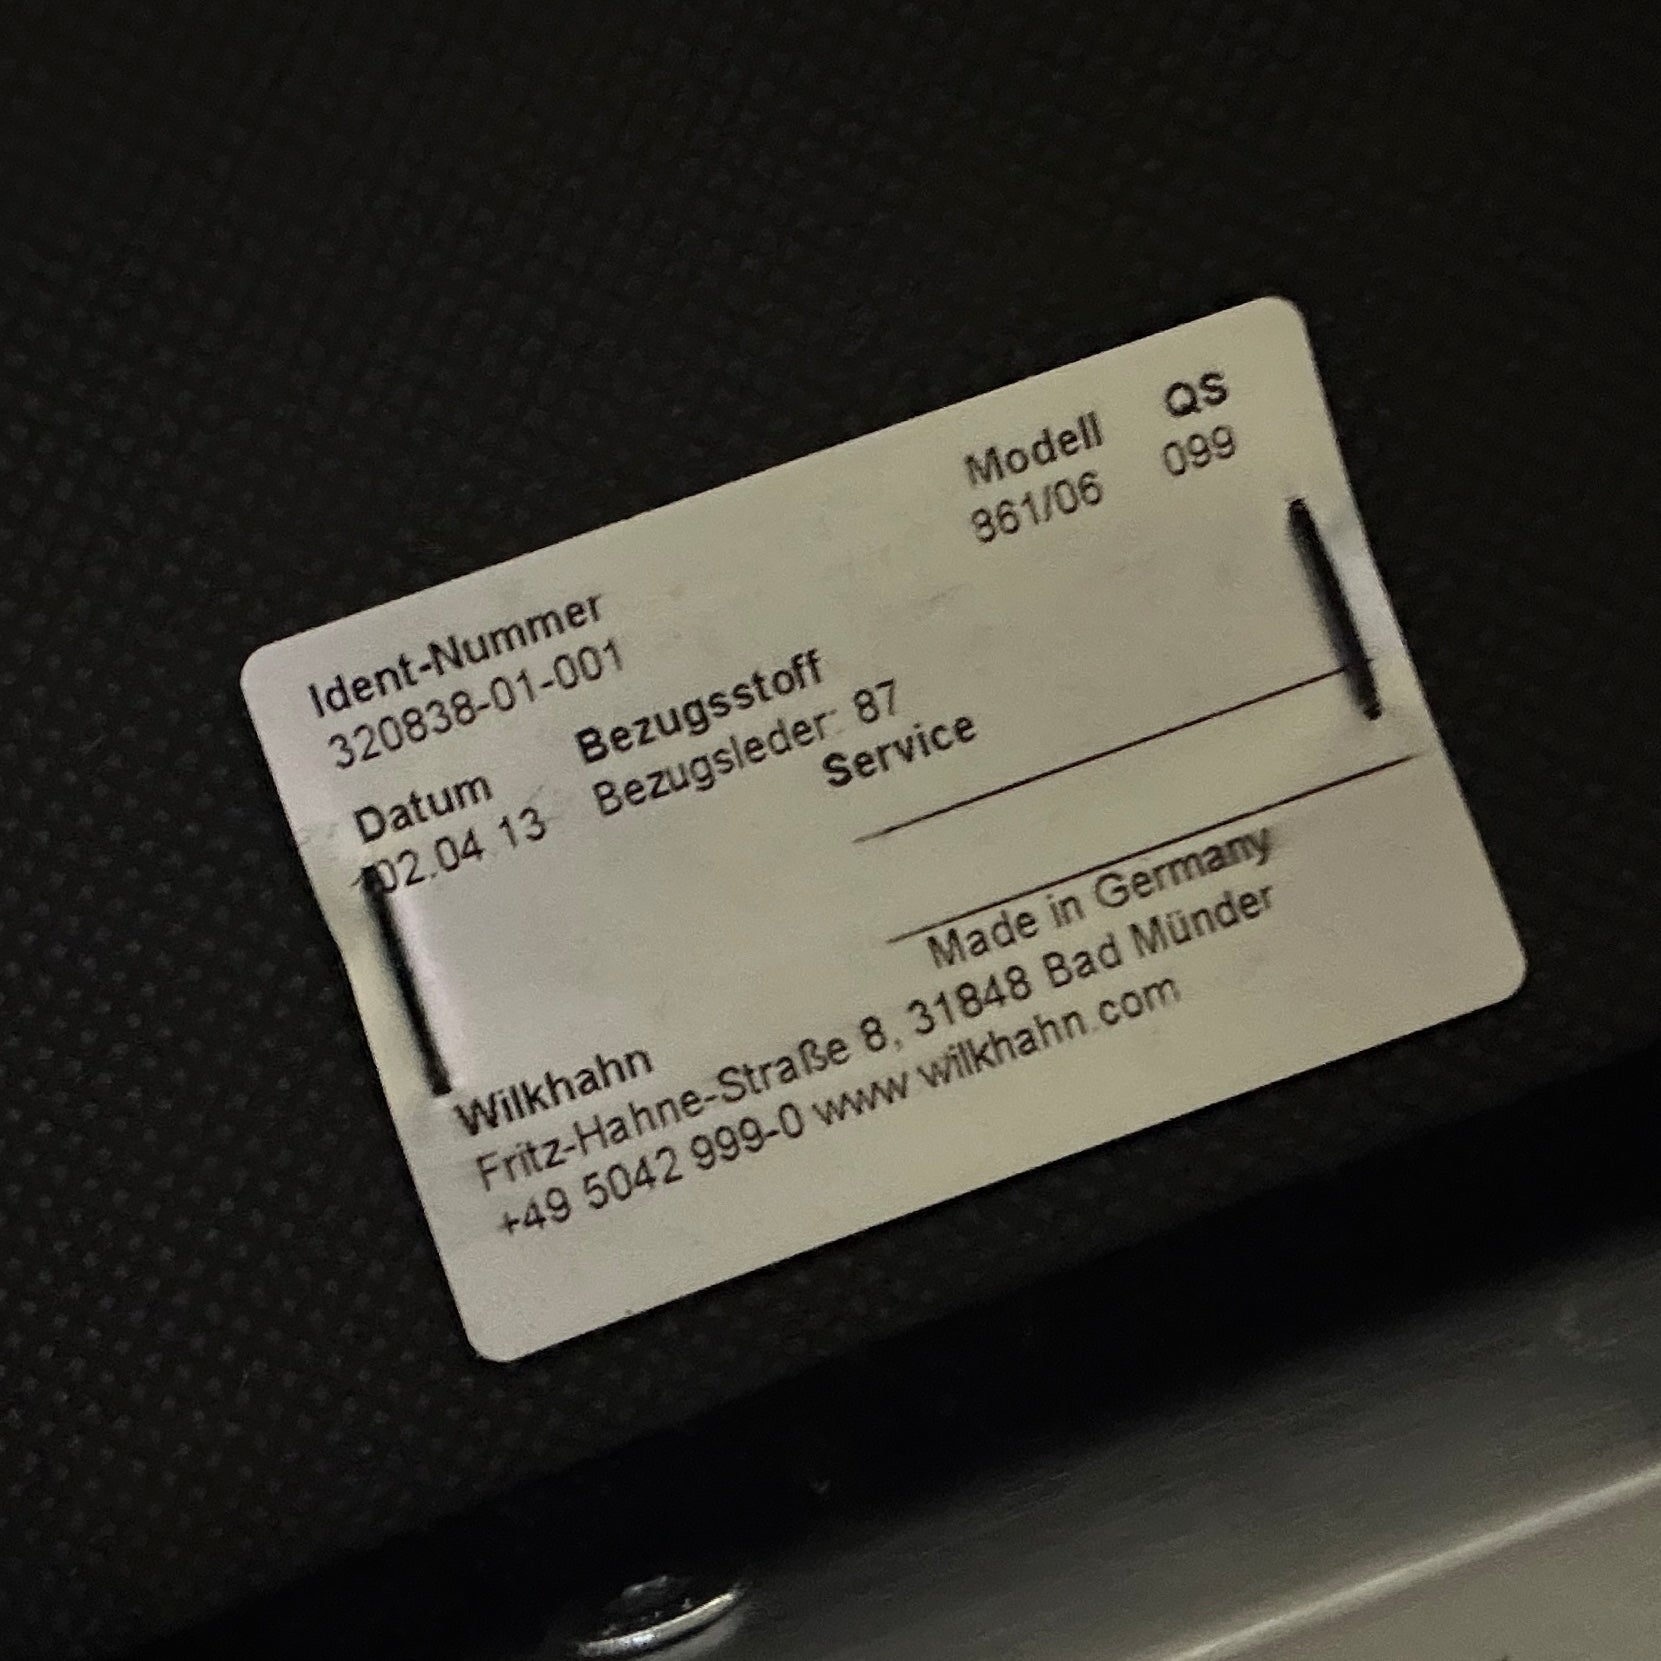 Ident-Nummer Modell QS
320838-01-001 861/06 099
Datum Bezugsstoff
02.04.13 Bezugsleder: 87
Service
Made in Germany
Wilkhahn
Fritz-Hahne-Straße 8, 31848 Bad Münder
+49 5042 999-0 www.wilkhahn.com